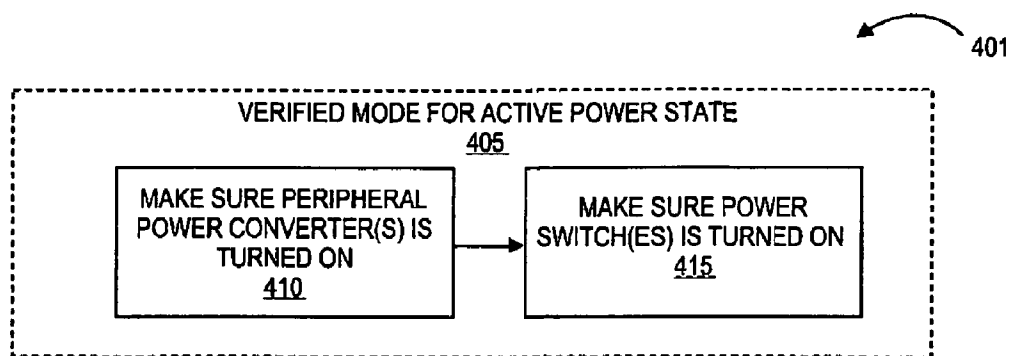 401
VERIFIED MODE FOR ACTIVE POWER STATE
405
MAKE SURE PERIPHERAL
POWER CONVERTER(S) IS
TURNED ON
410
MAKE SURE POWER
SWITCH(ES) IS TURNED ON
415